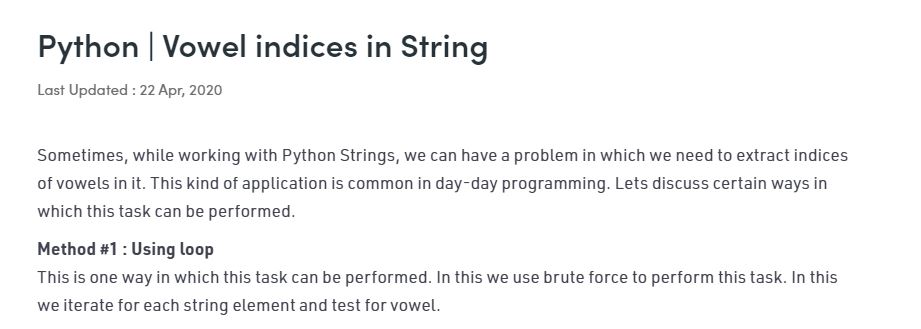 Python | Vowel indices in String
Last Updated : 22 Apr, 2020
Sometimes, while working with Python Strings, we can have a problem in which we need to extract indices
of vowels in it. This kind of application is common in day-day programming. Lets discuss certain ways in
which this task can be performed.
Method #1 : Using loop
This is one way in which this task can be performed. In this we use brute force to perform this task. In this
we iterate for each string element and test for vowel.